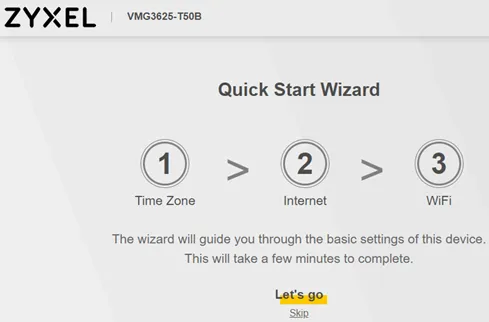 ZYXEL | VMG3625-T50B
Quick Start Wizard
1 > 2 > 3
Time Zone Internet WiFi
The wizard will guide you through the basic settings of this device.
This will take a few minutes to complete.
Let's go
Skip